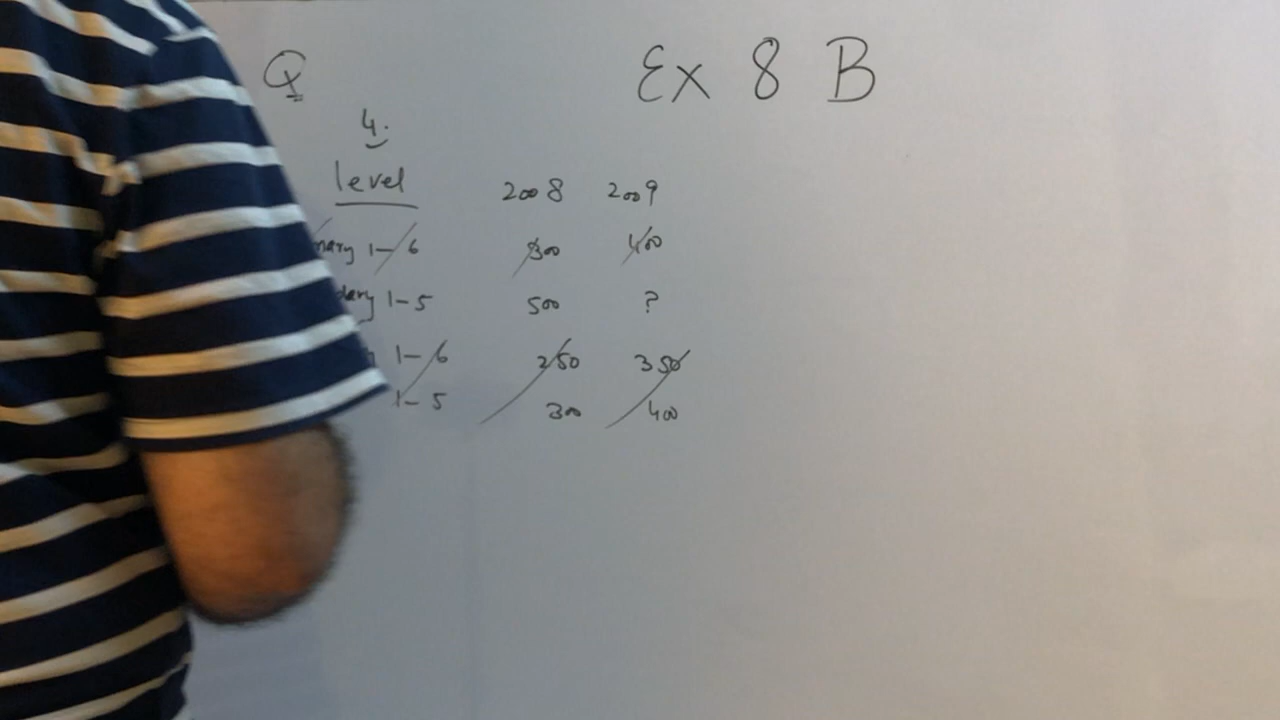 Q Ex 8 B
4.
level 2008 2009
1-6 300 400
1-5 500 ?
1-6 250 350
1-5 300 400